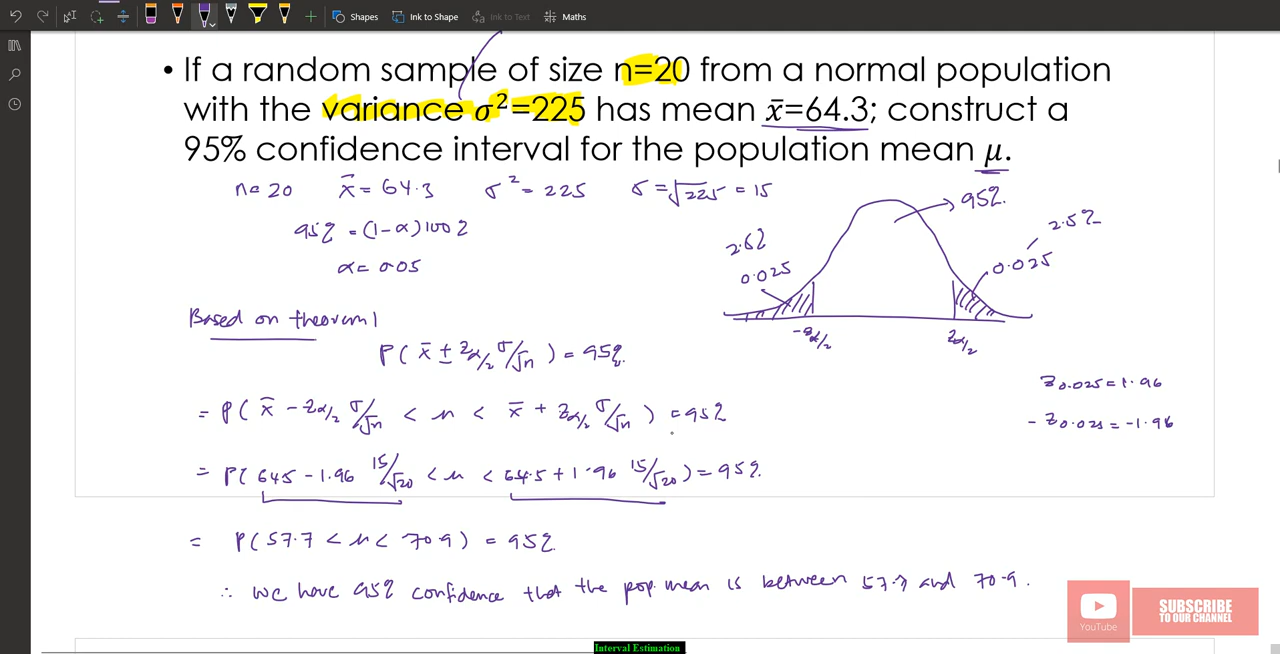 Shapes Ink to Shape Ink to Text Maths
• If a random sample of size n=20 from a normal population
with the variance σ²=225 has mean x̄=64.3; construct a
95% confidence interval for the population mean μ.
n= 20 x̄ = 64.3 σ² = 225 σ = √225 = 15
95% = (1-α)100%
α = 0.05
95%.
2.5%
2.5%
0.025
0.025
-zα/2 zα/2
Based on theorem 1
P( x̄ ± zα/2 σ/√n ) = 95%.
z0.025 = 1.96
- z0.025 = -1.96
= P( x̄ - zα/2 σ/√n < μ < x̄ + zα/2 σ/√n ) = 95%
= P( 64.5 - 1.96 15/√20 < μ < 64.5 + 1.96 15/√20 ) = 95%.
= P( 57.7 < μ < 70.9 ) = 95%.
∴ we have 95% confidence that the pop. mean is between 57.7 and 70.9.
YouTube
SUBSCRIBE
TO OUR CHANNEL
Interval Estimation